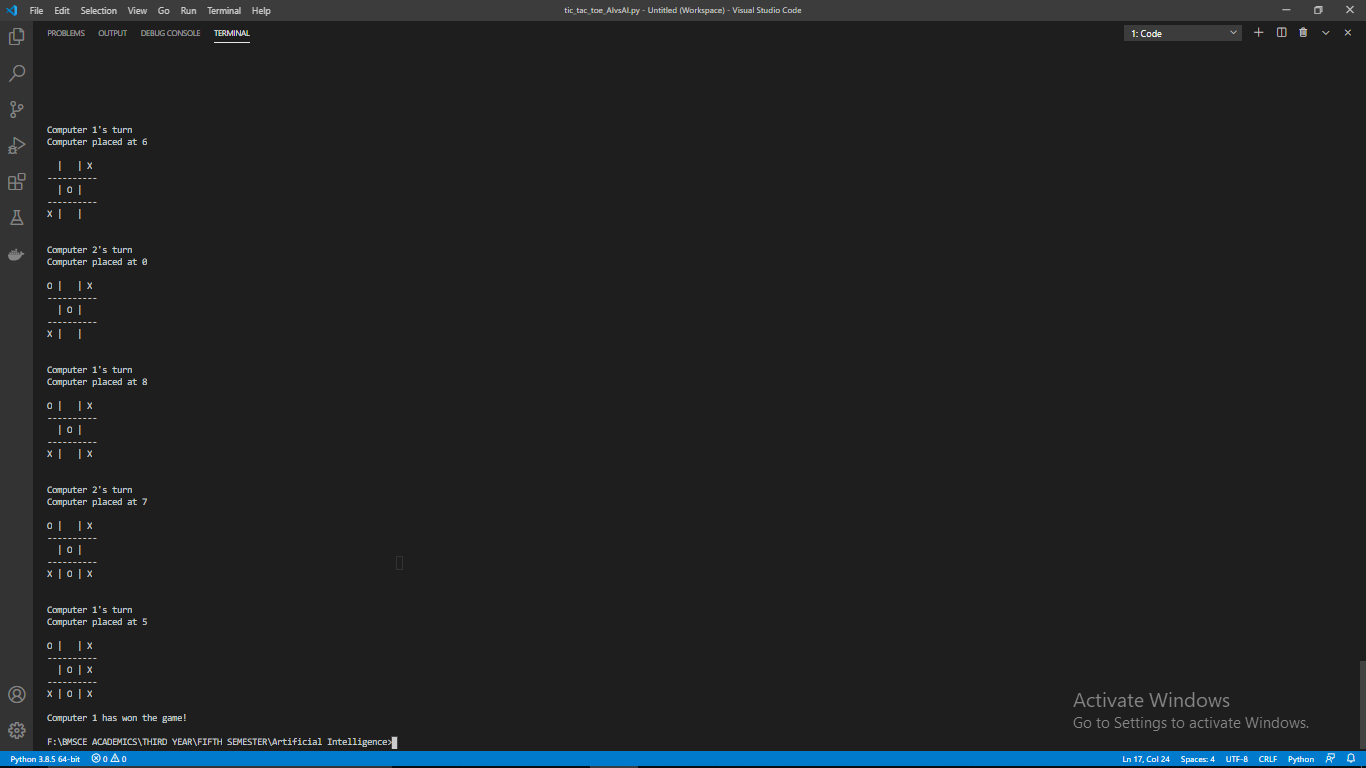 File Edit Selection View Go Run Terminal Help tic_tac_toe_AIvsAI.py - Untitled (Workspace) - Visual Studio Code
PROBLEMS OUTPUT DEBUG CONSOLE TERMINAL 1: Code
Computer 1's turn
Computer placed at 6
  |   | X
----------
  | O |
----------
X |   |
Computer 2's turn
Computer placed at 0
O |   | X
----------
  | O |
----------
X |   |
Computer 1's turn
Computer placed at 8
O |   | X
----------
  | O |
----------
X |   | X
Computer 2's turn
Computer placed at 7
O |   | X
----------
  | O |
----------
X | O | X
Computer 1's turn
Computer placed at 5
O |   | X
----------
  | O | X
----------
X | O | X
Computer 1 has won the game!
F:\BMSCE ACADEMICS\THIRD YEAR\FIFTH SEMESTER\Artificial Intelligence>
Activate Windows
Go to Settings to activate Windows.
Python 3.8.5 64-bit 0 0 Ln 17, Col 24 Spaces: 4 UTF-8 CRLF Python